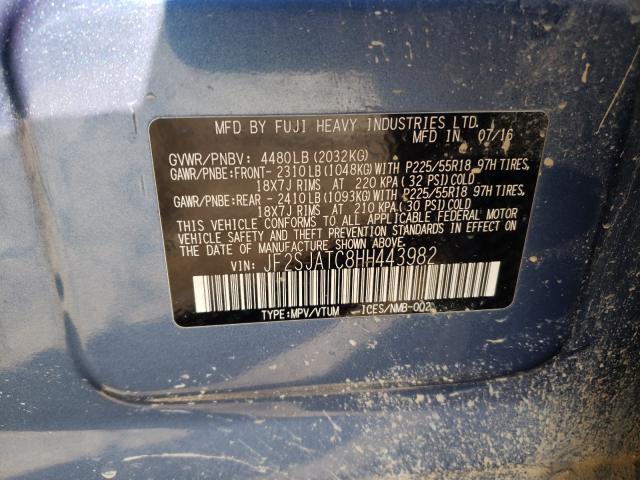 MFD BY FUJI HEAVY INDUSTRIES LTD.
MFD IN 07/16
GVWR/PNBV: 4480LB(2032KG)
GAWR/PNBE:FRONT- 2310LB(1048KG)WITH P225/55R18 97H TIRES,
18X7J RIMS AT 220 KPA(32 PSI)COLD
GAWR/PNBE:REAR - 2410LB(1093KG)WITH P225/55R18 97H TIRES,
18X7J RIMS AT 210 KPA(30 PSI)COLD
THIS VEHICLE CONFORMS TO ALL APPLICABLE FEDERAL MOTOR
VEHICLE SAFETY AND THEFT PREVENTION STANDARDS IN EFFECT ON
THE DATE OF MANUFACTURE SHOWN ABOVE.
VIN: JF2SJATC8HH443982
TYPE:MPV/VTUM ICES/NMB-002